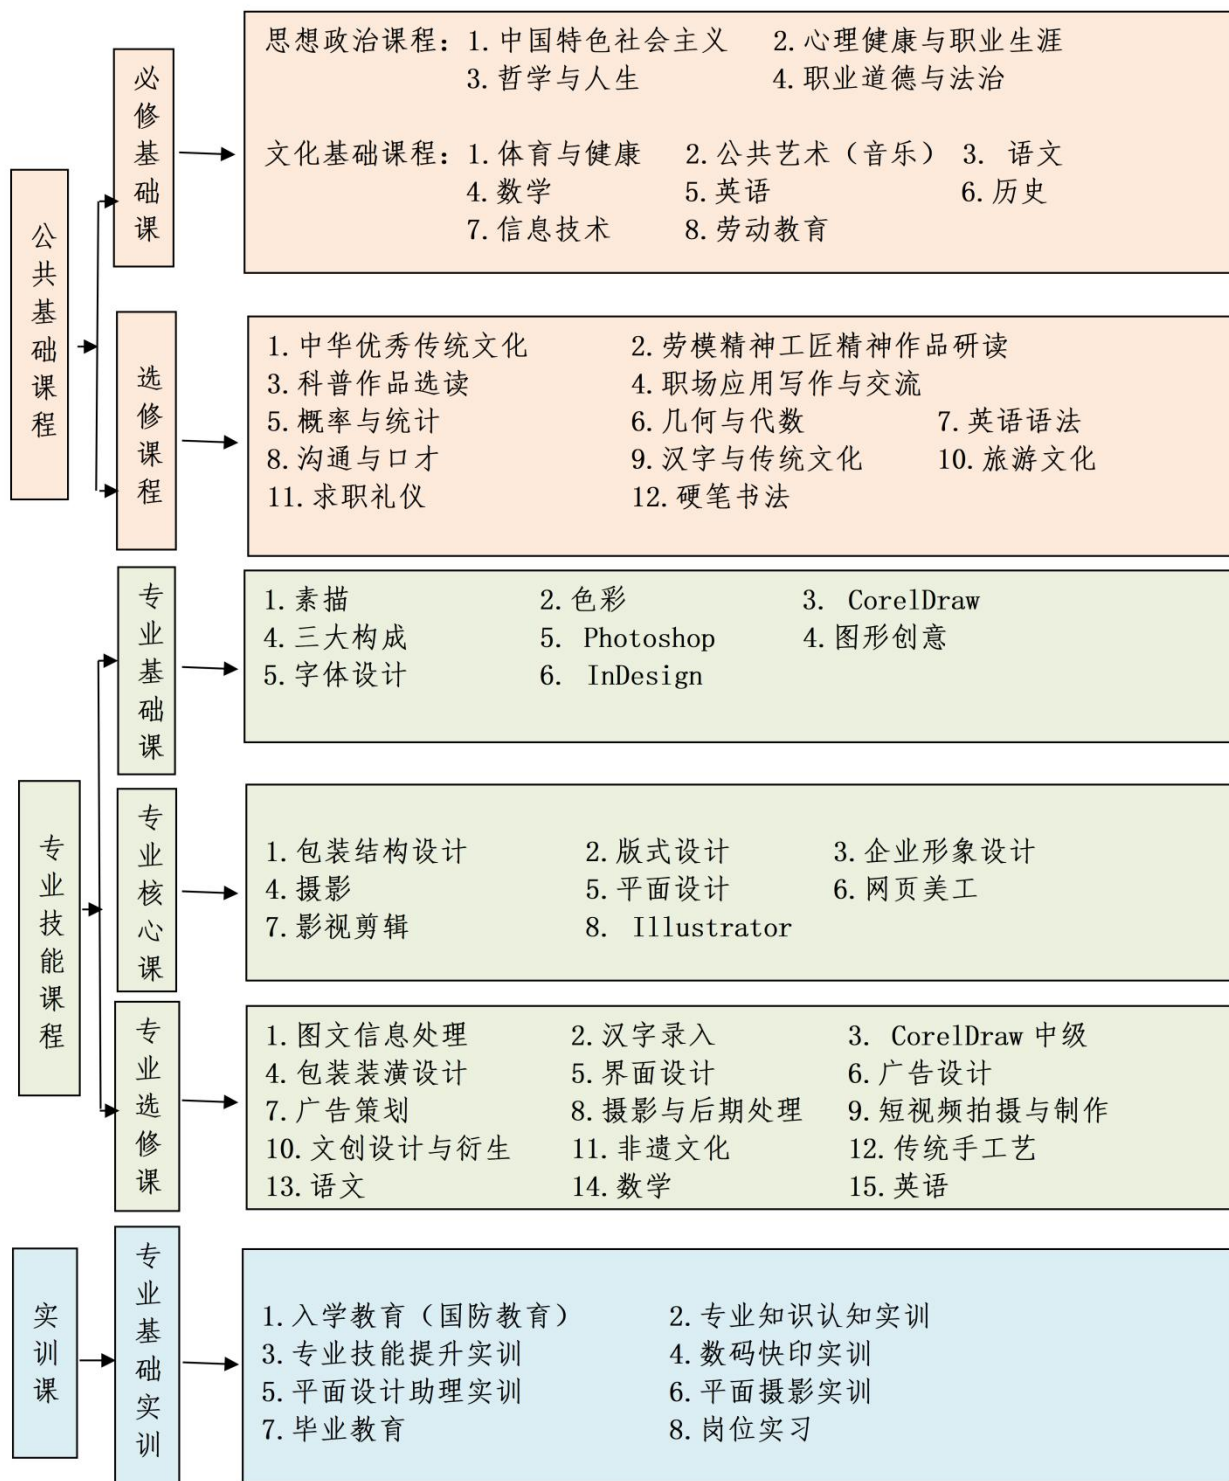 公共基础课程
必修基础课
思想政治课程：1.中国特色社会主义 2.心理健康与职业生涯
3.哲学与人生 4.职业道德与法治
文化基础课程：1.体育与健康 2.公共艺术（音乐） 3. 语文
4.数学 5.英语 6.历史
7.信息技术 8.劳动教育
选修课程
1.中华优秀传统文化 2.劳模精神工匠精神作品研读
3.科普作品选读 4.职场应用写作与交流
5.概率与统计 6.几何与代数 7.英语语法
8.沟通与口才 9.汉字与传统文化 10.旅游文化
11.求职礼仪 12.硬笔书法
专业技能课程
专业基础课
1.素描 2.色彩 3. CorelDraw
4.三大构成 5. Photoshop 4.图形创意
5.字体设计 6. InDesign
专业核心课
1.包装结构设计 2.版式设计 3.企业形象设计
4.摄影 5.平面设计 6.网页美工
7.影视剪辑 8. Illustrator
专业选修课
1.图文信息处理 2.汉字录入 3. CorelDraw 中级
4.包装装潢设计 5.界面设计 6.广告设计
7.广告策划 8.摄影与后期处理 9.短视频拍摄与制作
10.文创设计与衍生 11.非遗文化 12.传统手工艺
13.语文 14.数学 15.英语
实训课
专业基础实训
1.入学教育（国防教育） 2.专业知识认知实训
3.专业技能提升实训 4.数码快印实训
5.平面设计助理实训 6.平面摄影实训
7.毕业教育 8.岗位实习